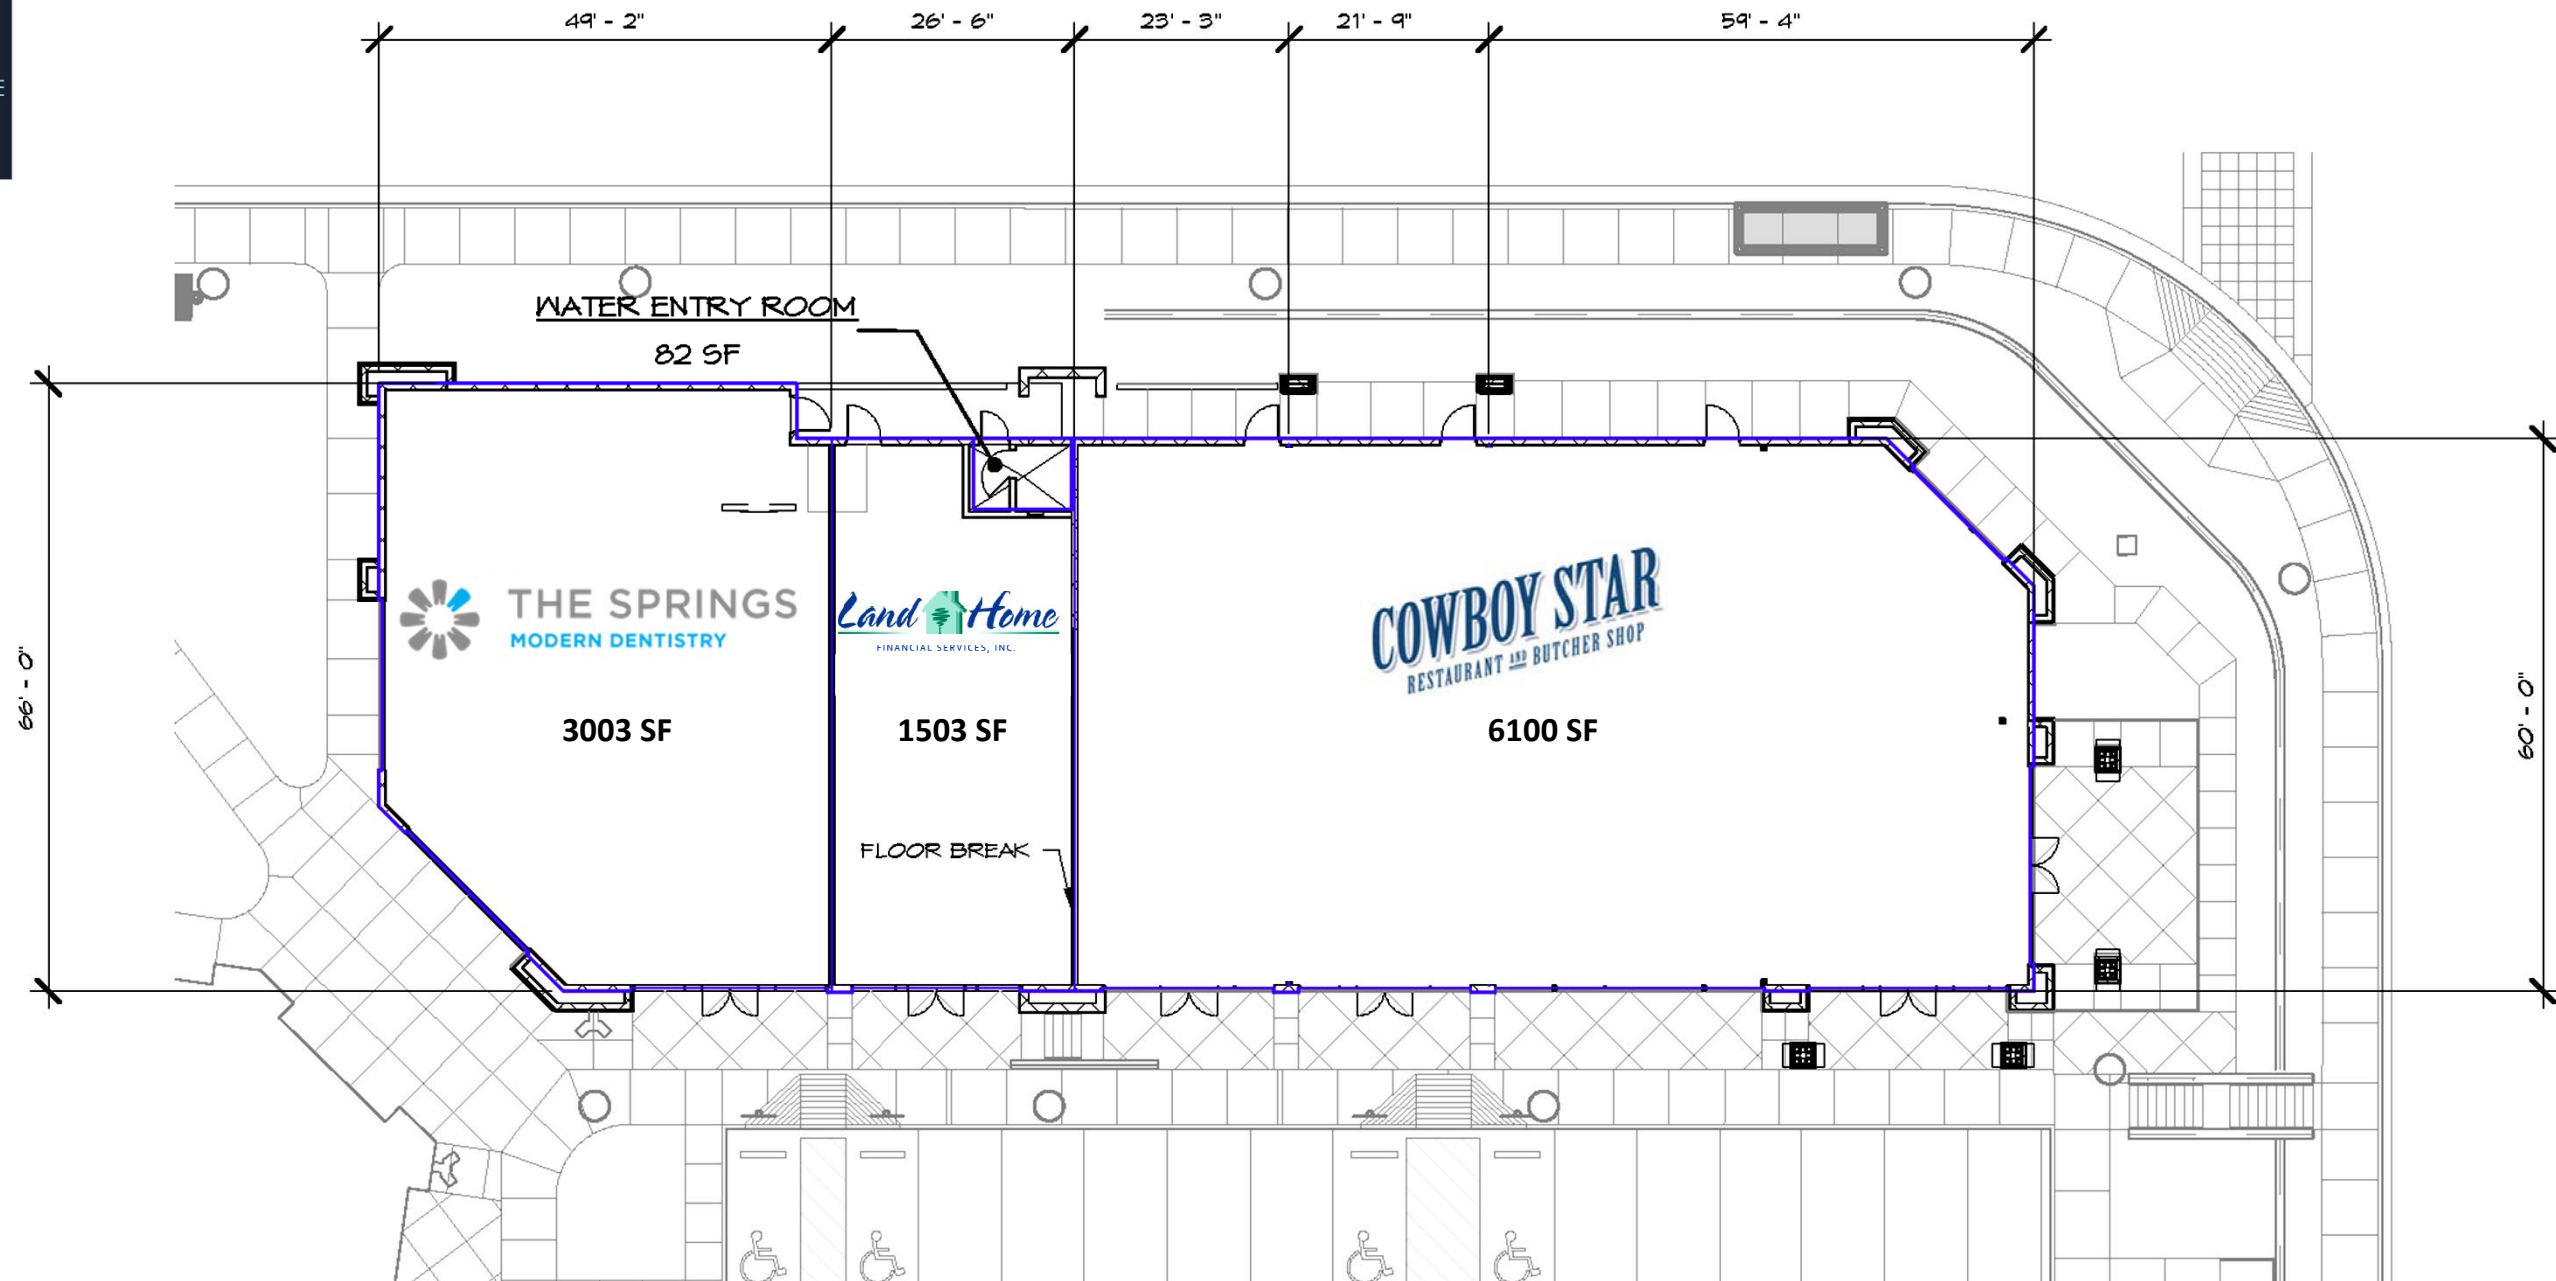 49' - 2"
26' - 6"
23' - 3"
21' - 9"
59' - 4"
WATER ENTRY ROOM
82 SF
66' - 0"
60' - 0"
THE SPRINGS
MODERN DENTISTRY
Land Home
FINANCIAL SERVICES, INC.
COWBOY STAR
RESTAURANT AND BUTCHER SHOP
3003 SF
1503 SF
6100 SF
FLOOR BREAK